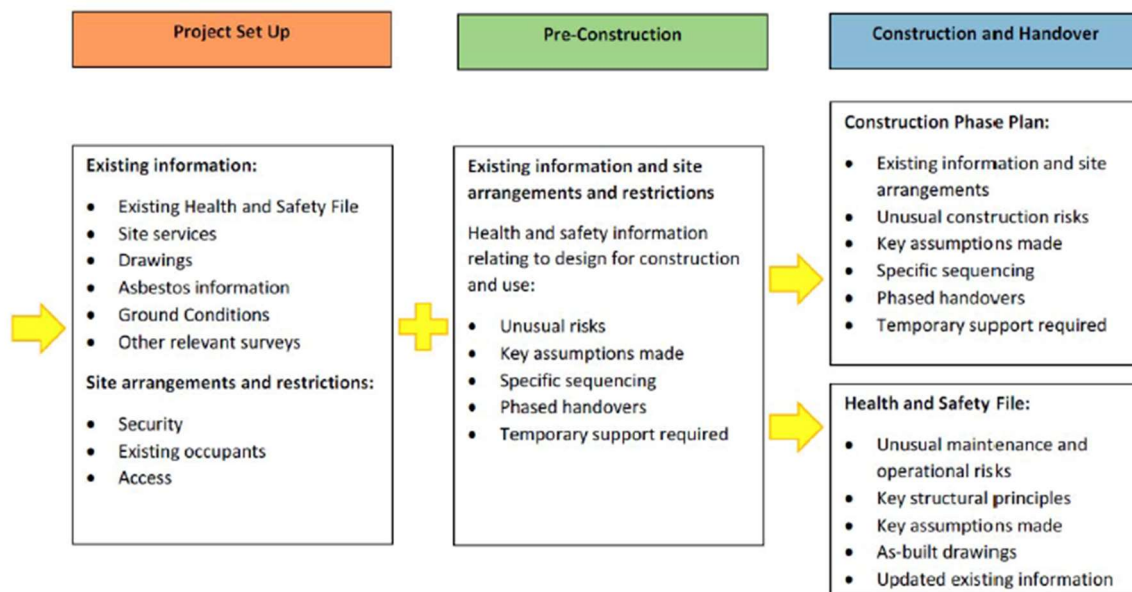 Project Set Up
Existing information:
• Existing Health and Safety File
• Site services
• Drawings
• Asbestos information
• Ground Conditions
• Other relevant surveys
Site arrangements and restrictions:
• Security
• Existing occupants
• Access
Pre-Construction
Existing information and site
arrangements and restrictions
Health and safety information
relating to design for construction
and use:
• Unusual risks
• Key assumptions made
• Specific sequencing
• Phased handovers
• Temporary support required
Construction and Handover
Construction Phase Plan:
• Existing information and site
arrangements
• Unusual construction risks
• Key assumptions made
• Specific sequencing
• Phased handovers
• Temporary support required
Health and Safety File:
• Unusual maintenance and
operational risks
• Key structural principles
• Key assumptions made
• As-built drawings
• Updated existing information